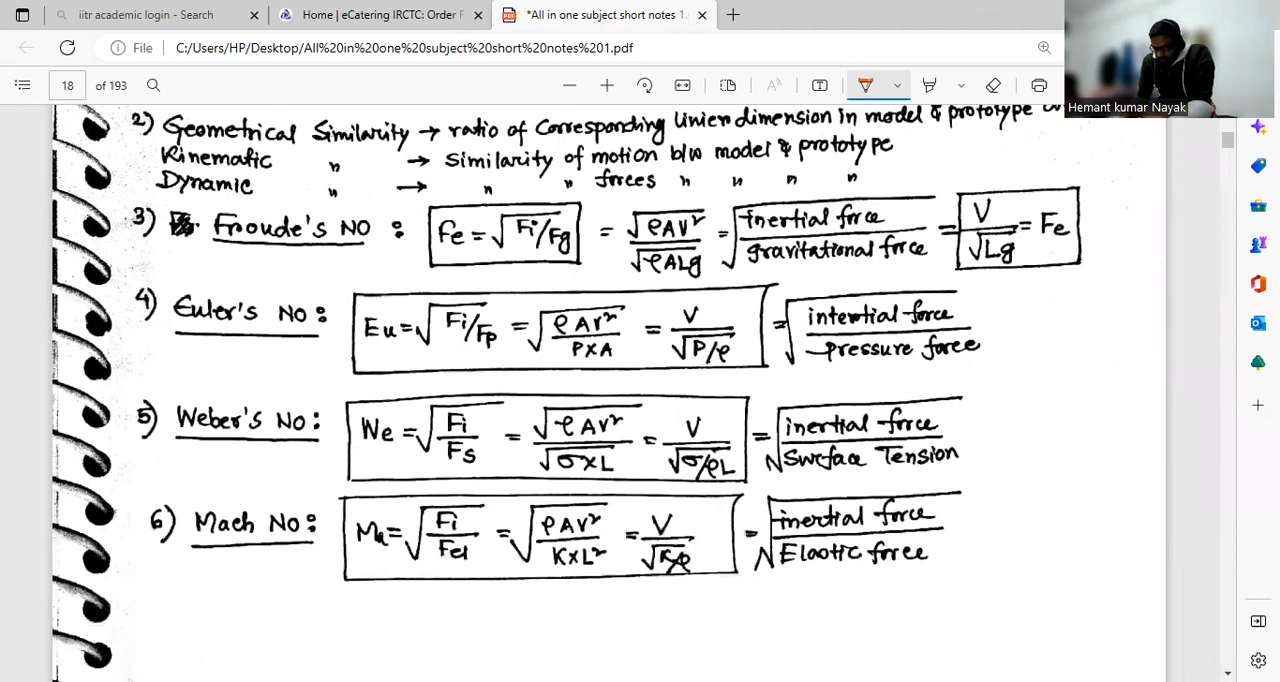 iitr academic login - Search
Home | eCatering IRCTC: Order F
*All in one subject short notes 1.
File C:/Users/HP/Desktop/All%20in%20one%20subject%20short%20notes%201.pdf
18 of 193
Hemant kumar Nayak
2) Geometrical Similarity → ratio of Corresponding linier dimension in model & prototype
Kinematic " → Similarity of motion b/w model & prototype
Dynamic " → " " forces " " " "
3) Froude's NO : Fe = √Fi/Fg = √ρAV² / √ρALg = √inertial force / gravitational force = V / √Lg = Fe
4) Euler's NO: Eu = √Fi/Fp = √ρAV² / P×A = V / √P/ρ = √intertial force / pressure force
5) Weber's NO: We = √Fi / Fs = √ρAV² / √σ×L = V / √σ/ρL = √inertial force / Surface Tension
6) Mach NO: Ma = √Fi / Fel = √ρAV² / K×L² = V / √K/ρ = √inertial force / Elastic force